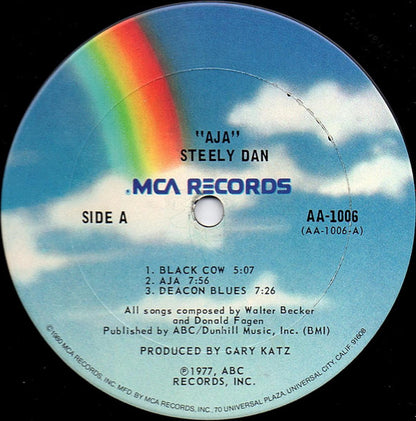 "AJA"
STEELY DAN
MCA RECORDS
SIDE A
AA-1006
(AA-1006-A)
1. BLACK COW 5:07
2. AJA 7:56
3. DEACON BLUES 7:26
All songs composed by Walter Becker
and Donald Fagen
Published by ABC/Dunhill Music, Inc. (BMI)
PRODUCED BY GARY KATZ
℗1977, ABC
RECORDS, INC.
©1980 MCA RECORDS, INC. MFD BY MCA RECORDS, INC., 70 UNIVERSAL PLAZA, UNIVERSAL CITY, CALIF. 91608